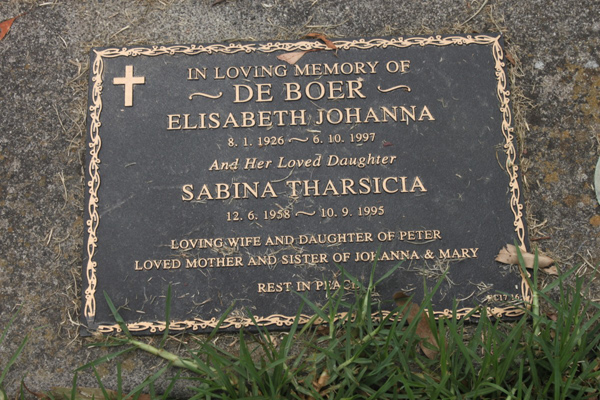 IN LOVING MEMORY OF
DE BOER
ELISABETH JOHANNA
8. 1. 1926 ~ 6. 10. 1997
And Her Loved Daughter
SABINA THARSICIA
12. 6. 1958 ~ 10. 9. 1995
LOVING WIFE AND DAUGHTER OF PETER
LOVED MOTHER AND SISTER OF JOHANNA & MARY
REST IN PEACE